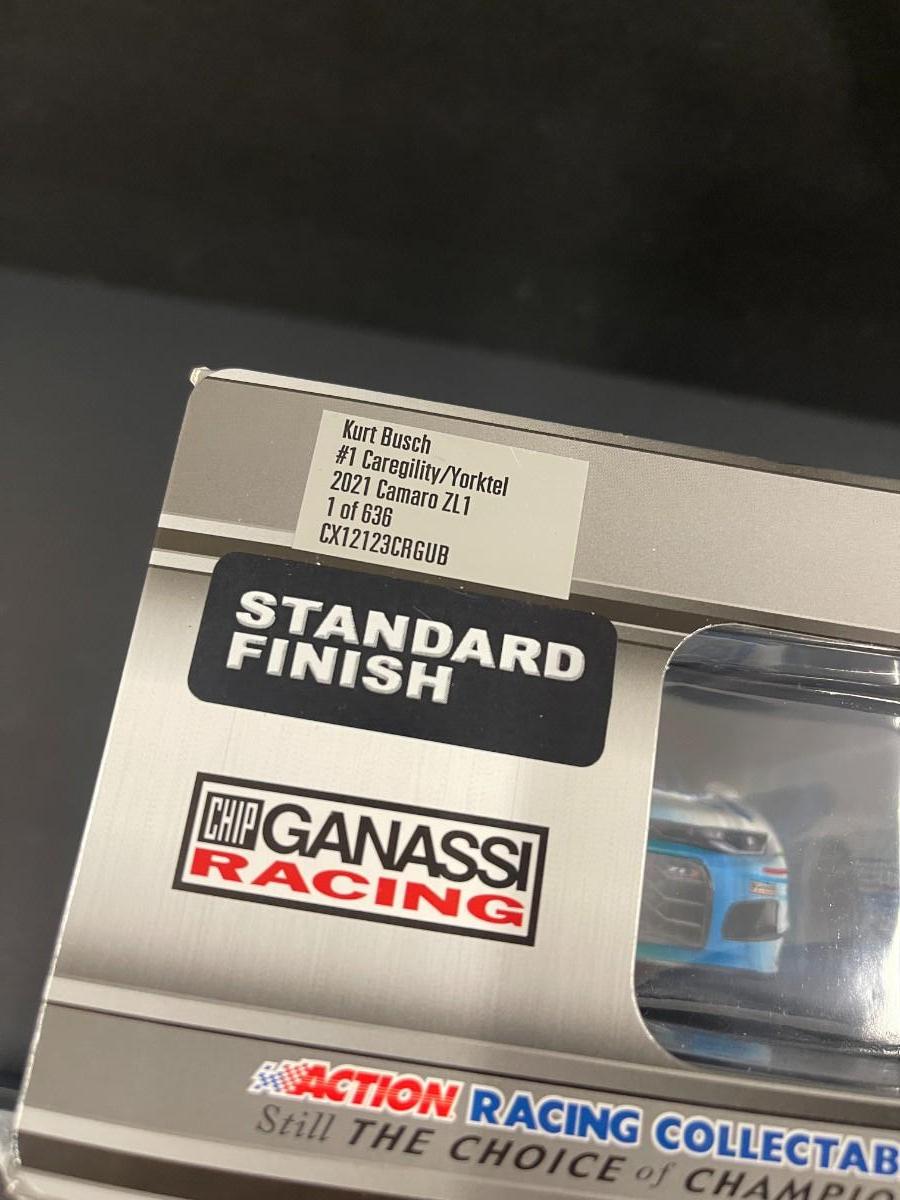 Kurt Busch
#1 Caregility/Yorktel
2021 Camaro ZL1
1 of 636
CX12123CRGUB
STANDARD
FINISH
CHIP GANASSI
RACING
ACTION RACING COLLECTAB
Still THE CHOICE of CHAMPIO